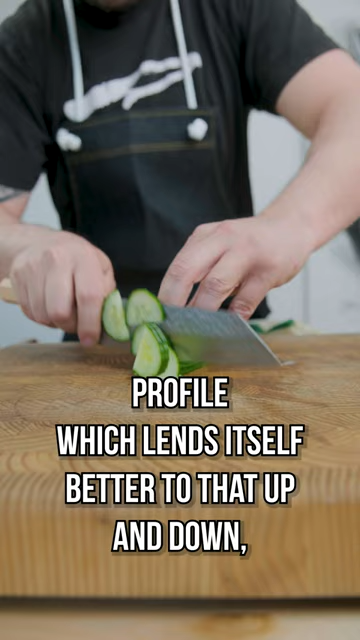 PROFILE
WHICH LENDS ITSELF
BETTER TO THAT UP
AND DOWN,